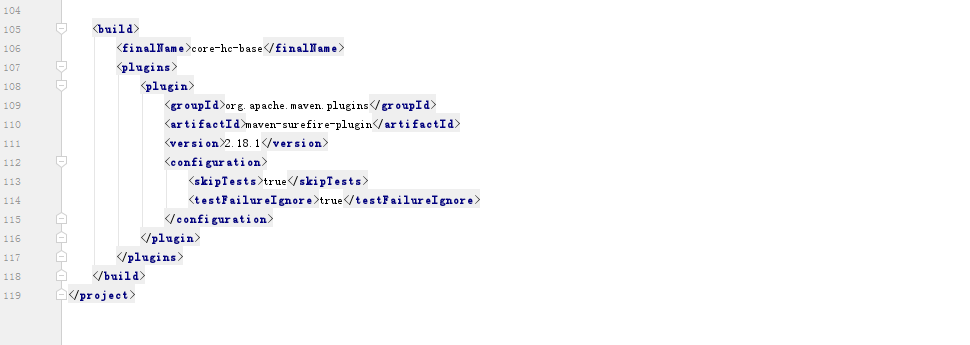 104
105 <build>
106 <finalName>core-hc-base</finalName>
107 <plugins>
108 <plugin>
109 <groupId>org.apache.maven.plugins</groupId>
110 <artifactId>maven-surefire-plugin</artifactId>
111 <version>2.18.1</version>
112 <configuration>
113 <skipTests>true</skipTests>
114 <testFailureIgnore>true</testFailureIgnore>
115 </configuration>
116 </plugin>
117 </plugins>
118 </build>
119 </project>